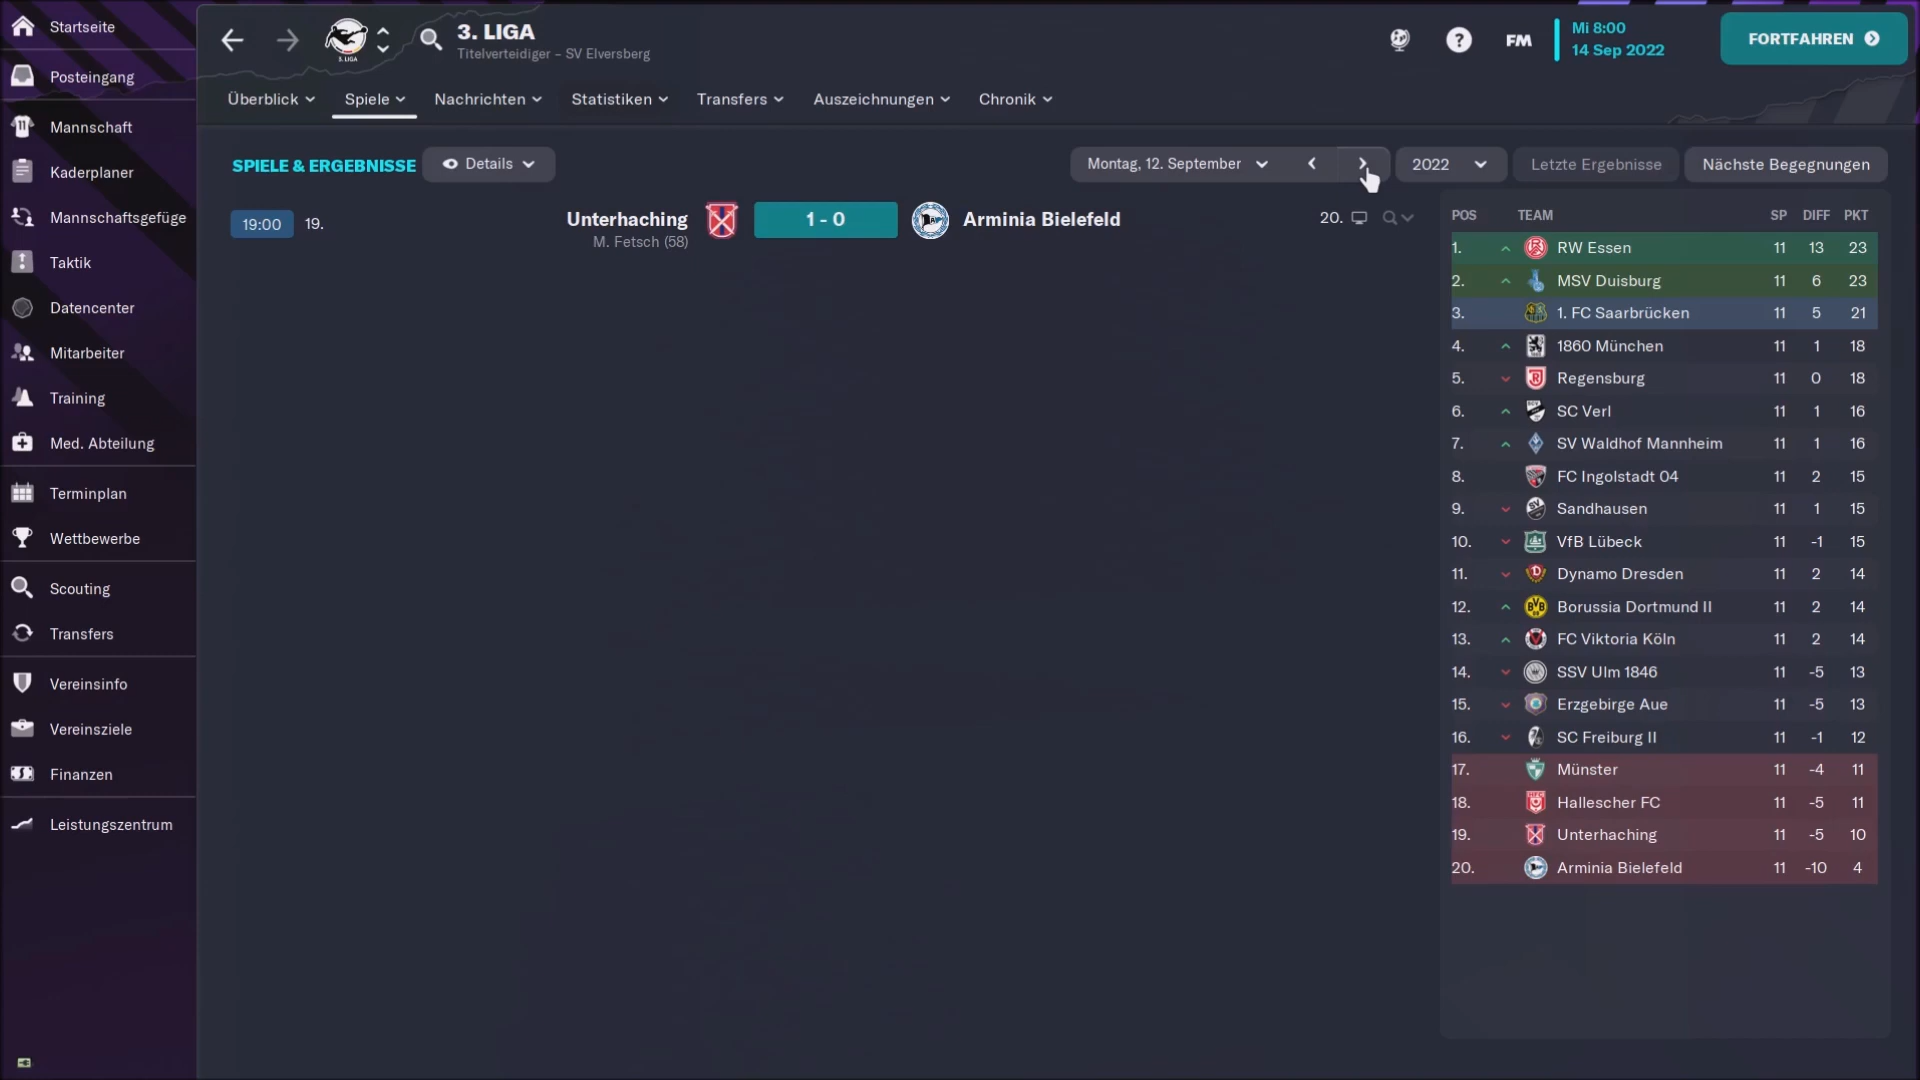 Startseite
Posteingang
Mannschaft
Kaderplaner
Mannschaftsgefüge
Taktik
Datencenter
Mitarbeiter
Training
Med. Abteilung
Terminplan
Wettbewerbe
Scouting
Transfers
Vereinsinfo
Vereinsziele
Finanzen
Leistungszentrum
3. LIGA
3. LIGA
Titelverteidiger – SV Elversberg
FM
Mi 8:00
14 Sep 2022
FORTFAHREN
Überblick Spiele Nachrichten Statistiken Transfers Auszeichnungen Chronik
SPIELE & ERGEBNISSE Details Montag, 12. September 2022 Letzte Ergebnisse Nächste Begegnungen
19:00 19. Unterhaching 1 - 0 Arminia Bielefeld 20.
M. Fetsch (58)
POS TEAM SP DIFF PKT
1. RW Essen 11 13 23
2. MSV Duisburg 11 6 23
3. 1. FC Saarbrücken 11 5 21
4. 1860 München 11 1 18
5. Regensburg 11 0 18
6. SC Verl 11 1 16
7. SV Waldhof Mannheim 11 1 16
8. FC Ingolstadt 04 11 2 15
9. Sandhausen 11 1 15
10. VfB Lübeck 11 -1 15
11. Dynamo Dresden 11 2 14
12. Borussia Dortmund II 11 2 14
13. FC Viktoria Köln 11 2 14
14. SSV Ulm 1846 11 -5 13
15. Erzgebirge Aue 11 -5 13
16. SC Freiburg II 11 -1 12
17. Münster 11 -4 11
18. Hallescher FC 11 -5 11
19. Unterhaching 11 -5 10
20. Arminia Bielefeld 11 -10 4